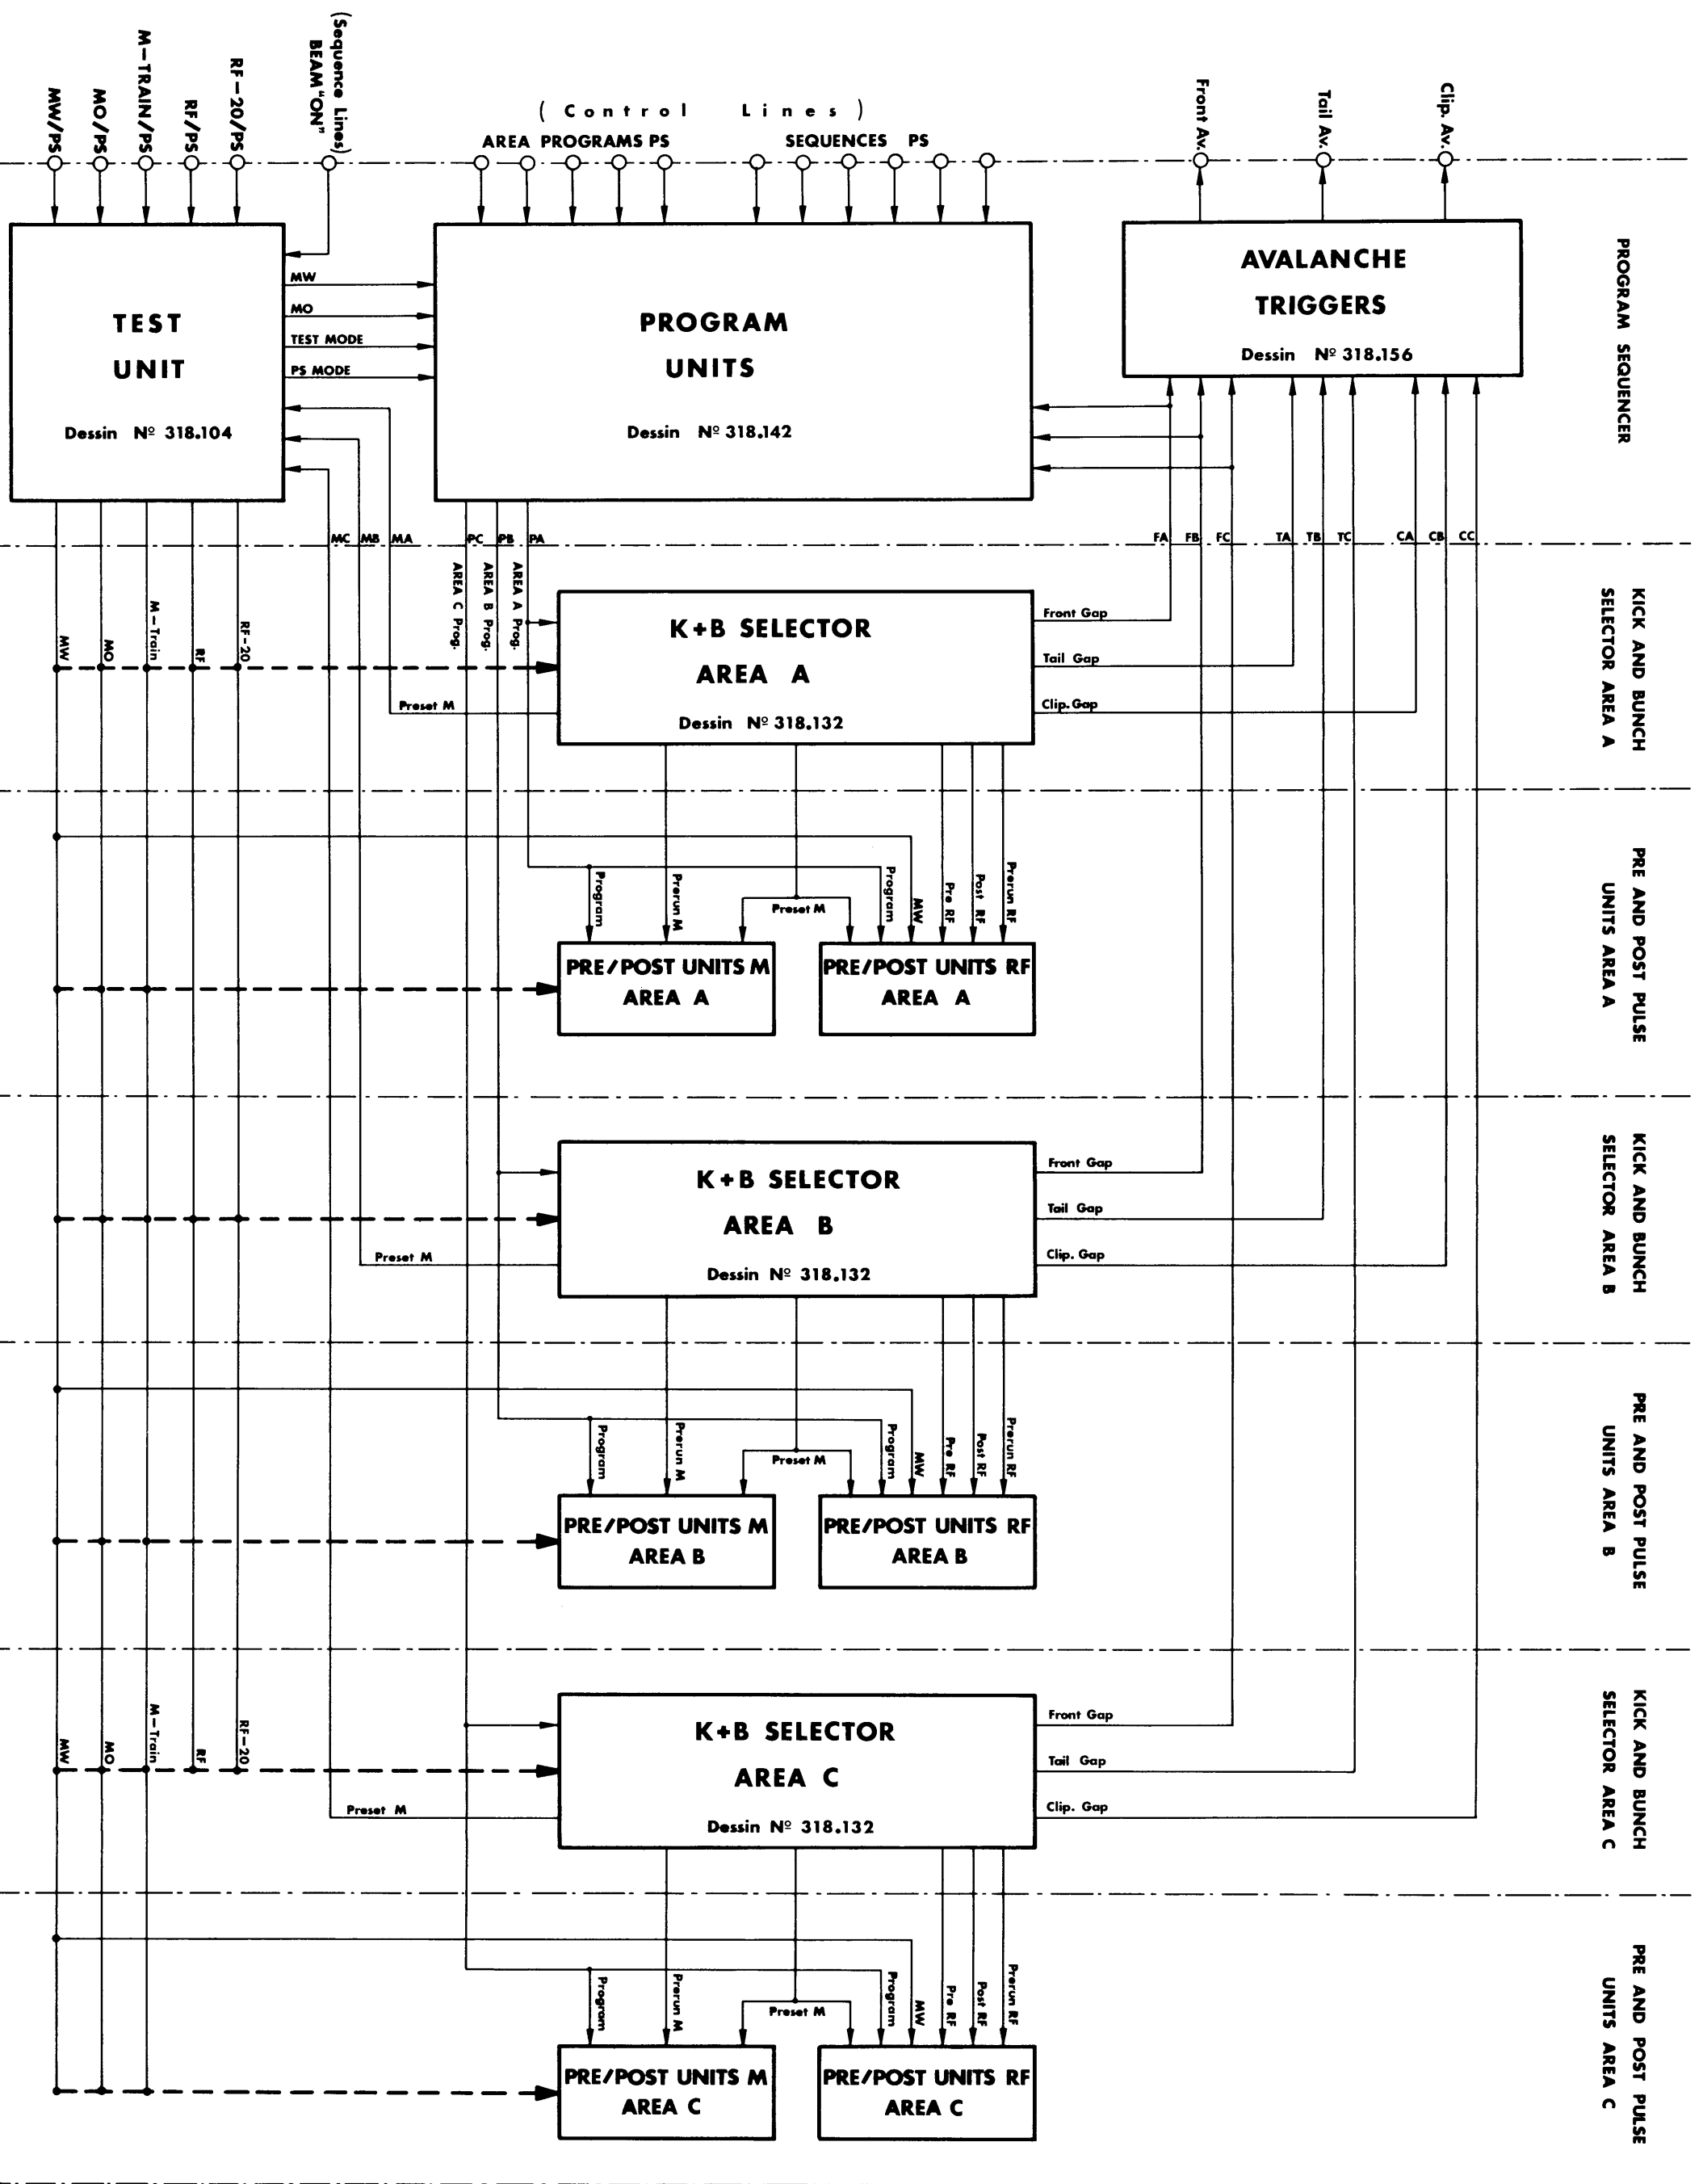 (Sequence Lines)
BEAM "ON"
MW/PS
MO/PS
M-TRAIN/PS
RF/PS
RF-20/PS
( Control Lines )
AREA PROGRAMS PS
SEQUENCES PS
Front Av.
Tail Av.
Clip. Av.
TEST
UNIT
Dessin Nº 318.104
MW
MO
TEST MODE
PS MODE
PROGRAM
UNITS
Dessin Nº 318.142
AVALANCHE
TRIGGERS
Dessin Nº 318.156
PROGRAM SEQUENCER
MC
MB
MA
PC
PB
PA
FA
FB
FC
TA
TB
TC
CA
CB
CC
AREA C Prog.
AREA B Prog.
AREA A Prog.
MW
MO
M-Train
RF
RF-20
K+B SELECTOR
AREA A
Dessin Nº 318.132
Preset M
Front Gap
Tail Gap
Clip. Gap
KICK AND BUNCH
SELECTOR AREA A
Program
Prerun M
Preset M
Program
MW
Pre RF
Post RF
Prerun RF
PRE/POST UNITS M
AREA A
PRE/POST UNITS RF
AREA A
PRE AND POST PULSE
UNITS AREA A
K+B SELECTOR
AREA B
Dessin Nº 318.132
Preset M
Front Gap
Tail Gap
Clip. Gap
KICK AND BUNCH
SELECTOR AREA B
Program
Prerun M
Preset M
Program
MW
Pre RF
Post RF
Prerun RF
PRE/POST UNITS M
AREA B
PRE/POST UNITS RF
AREA B
PRE AND POST PULSE
UNITS AREA B
MW
MO
M-Train
RF
RF-20
K+B SELECTOR
AREA C
Dessin Nº 318.132
Preset M
Front Gap
Tail Gap
Clip. Gap
KICK AND BUNCH
SELECTOR AREA C
Program
Prerun M
Preset M
Program
MW
Pre RF
Post RF
Prerun RF
PRE/POST UNITS M
AREA C
PRE/POST UNITS RF
AREA C
PRE AND POST PULSE
UNITS AREA C